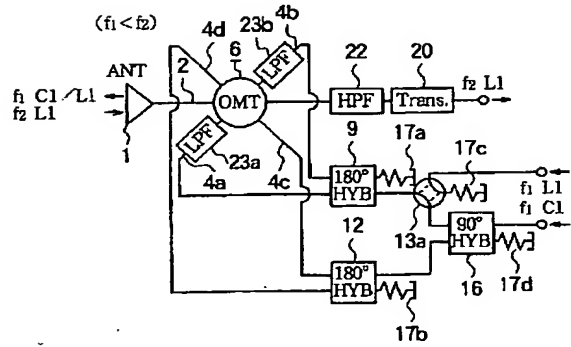 (f₁<f₂)
4d
6
23b
4b
22
20
ANT
2
LPF
OMT
HPF
Trans.
f₂ L1
f₁ C1/L1
f₂ L1
1
LPF
4a
23a
4c
9
17a
17c
180° HYB
13a
f₁ L1
f₁ C1
12
180° HYB
90° HYB
16
17d
17b